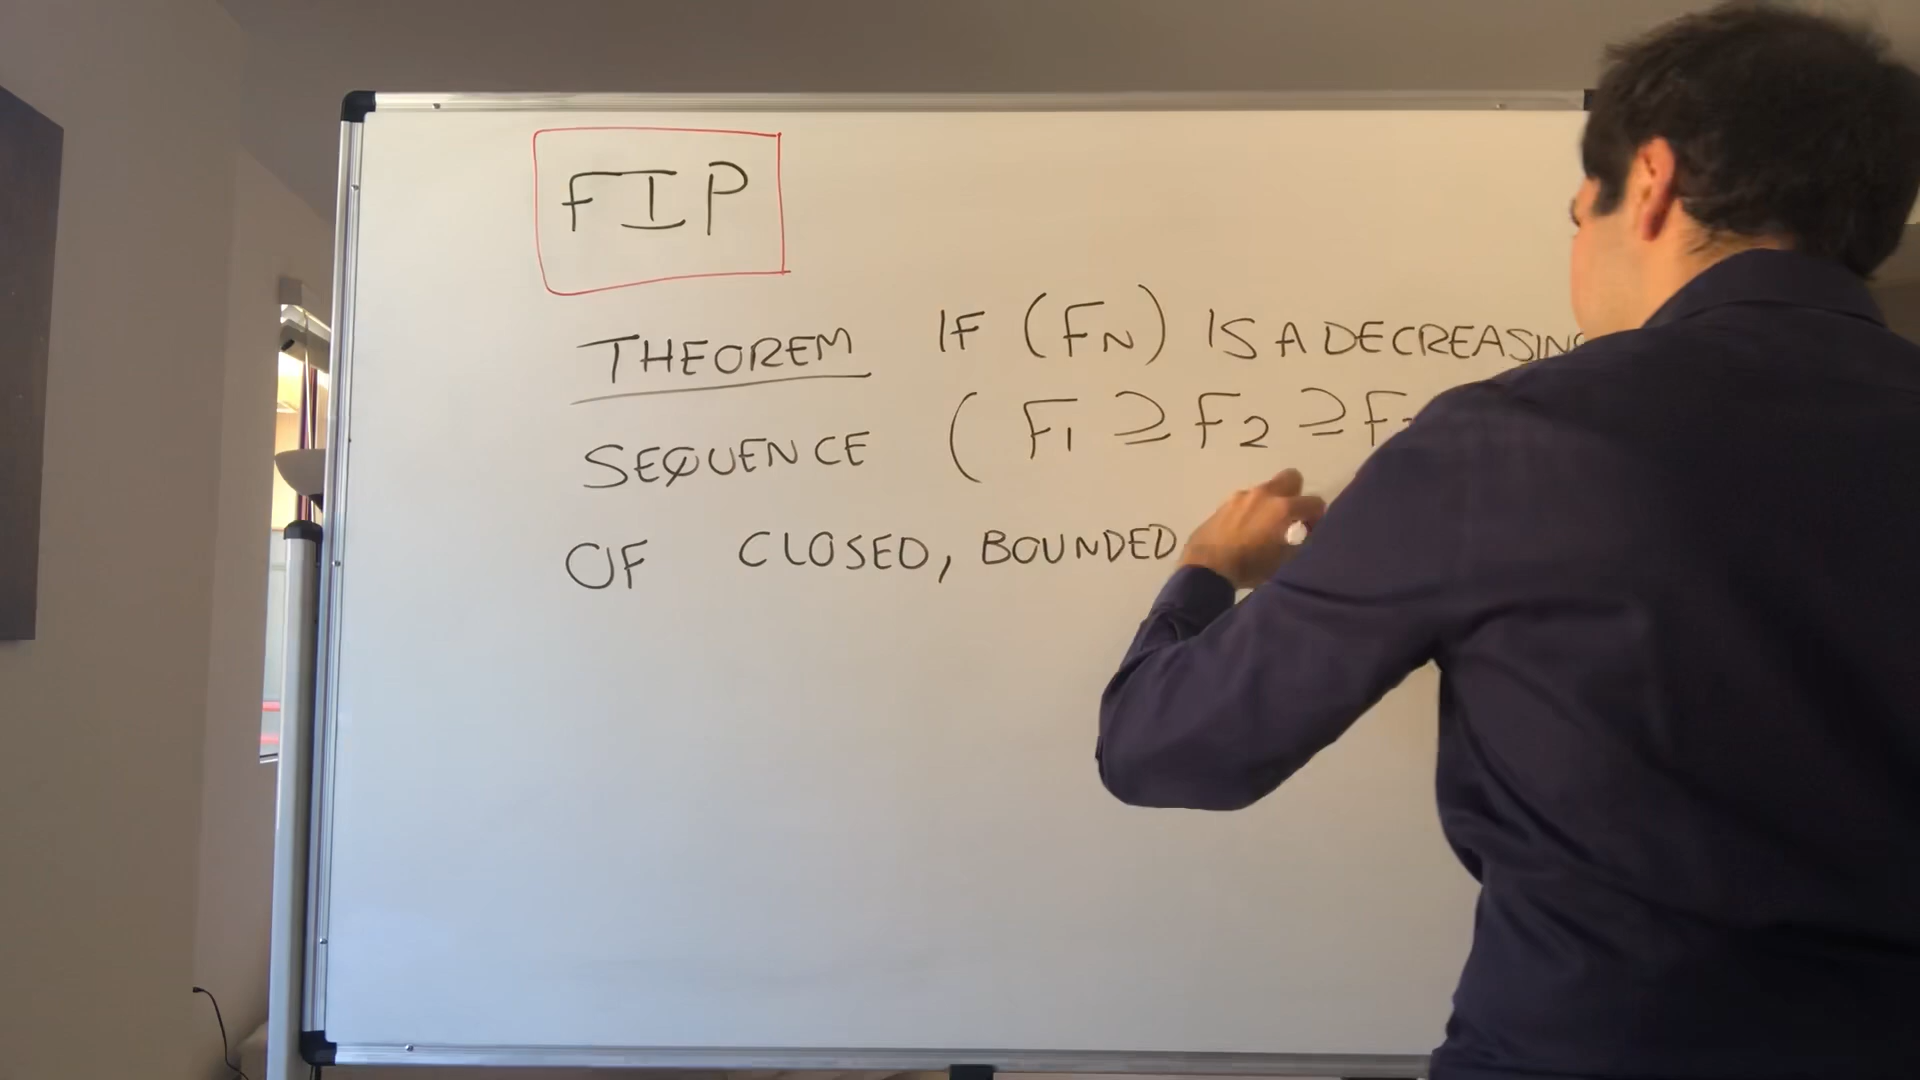 FIP
THEOREM IF (FN) IS A DECREASING
SEQUENCE ( F1 ⊇ F2 ⊇ F
OF CLOSED, BOUNDED